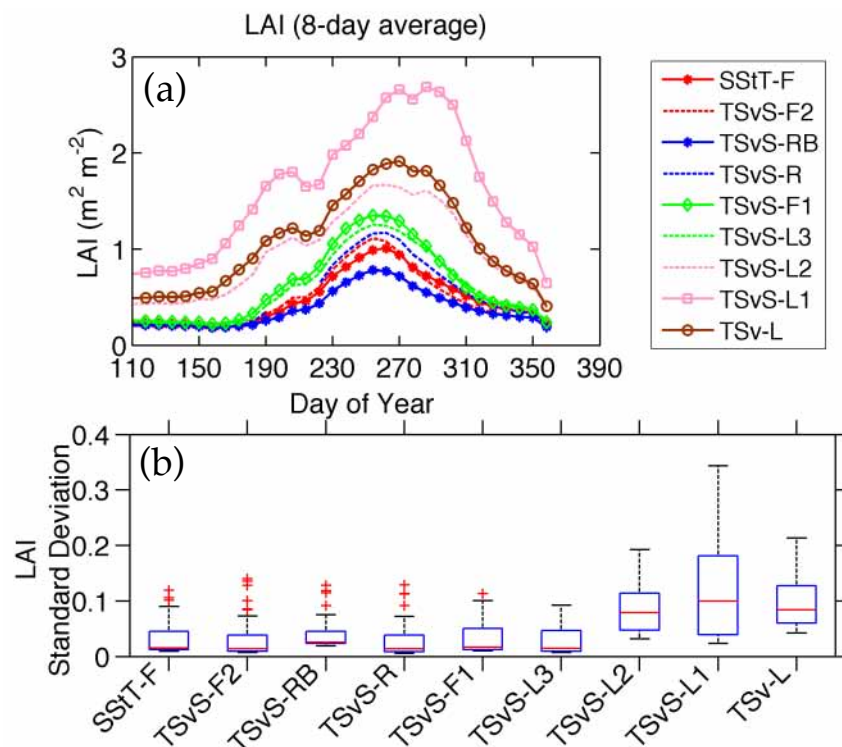 LAI (8-day average)
(a)
3
2
1
0
LAI (m² m⁻²)
110 150 190 230 270 310 350 390
Day of Year
SStT-F
TSvS-F2
TSvS-RB
TSvS-R
TSvS-F1
TSvS-L3
TSvS-L2
TSvS-L1
TSv-L
(b)
0.4
0.3
0.2
0.1
0
LAI
Standard Deviation
SStT-F TSvS-F2 TSvS-RB TSvS-R TSvS-F1 TSvS-L3 TSvS-L2 TSvS-L1 TSv-L